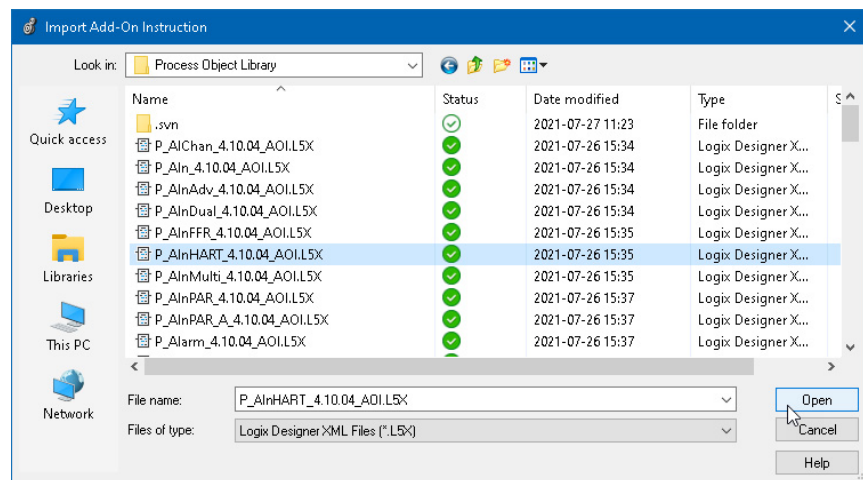 Import Add-On Instruction
Look in: Process Object Library
Name Status Date modified Type
.svn 2021-07-27 11:23 File folder
P_AIChan_4.10.04_AOI.L5X 2021-07-26 15:34 Logix Designer X...
P_AIn_4.10.04_AOI.L5X 2021-07-26 15:34 Logix Designer X...
P_AInAdv_4.10.04_AOI.L5X 2021-07-26 15:34 Logix Designer X...
P_AInDual_4.10.04_AOI.L5X 2021-07-26 15:34 Logix Designer X...
P_AInFFR_4.10.04_AOI.L5X 2021-07-26 15:35 Logix Designer X...
P_AInHART_4.10.04_AOI.L5X 2021-07-26 15:35 Logix Designer X...
P_AInMulti_4.10.04_AOI.L5X 2021-07-26 15:35 Logix Designer X...
P_AInPAR_4.10.04_AOI.L5X 2021-07-26 15:37 Logix Designer X...
P_AInPAR_A_4.10.04_AOI.L5X 2021-07-26 15:37 Logix Designer X...
P_Alarm_4.10.04_AOI.L5X 2021-07-26 15:37 Logix Designer X...
Quick access
Desktop
Libraries
This PC
Network
File name: P_AInHART_4.10.04_AOI.L5X Open
Files of type: Logix Designer XML Files (*.L5X) Cancel
Help